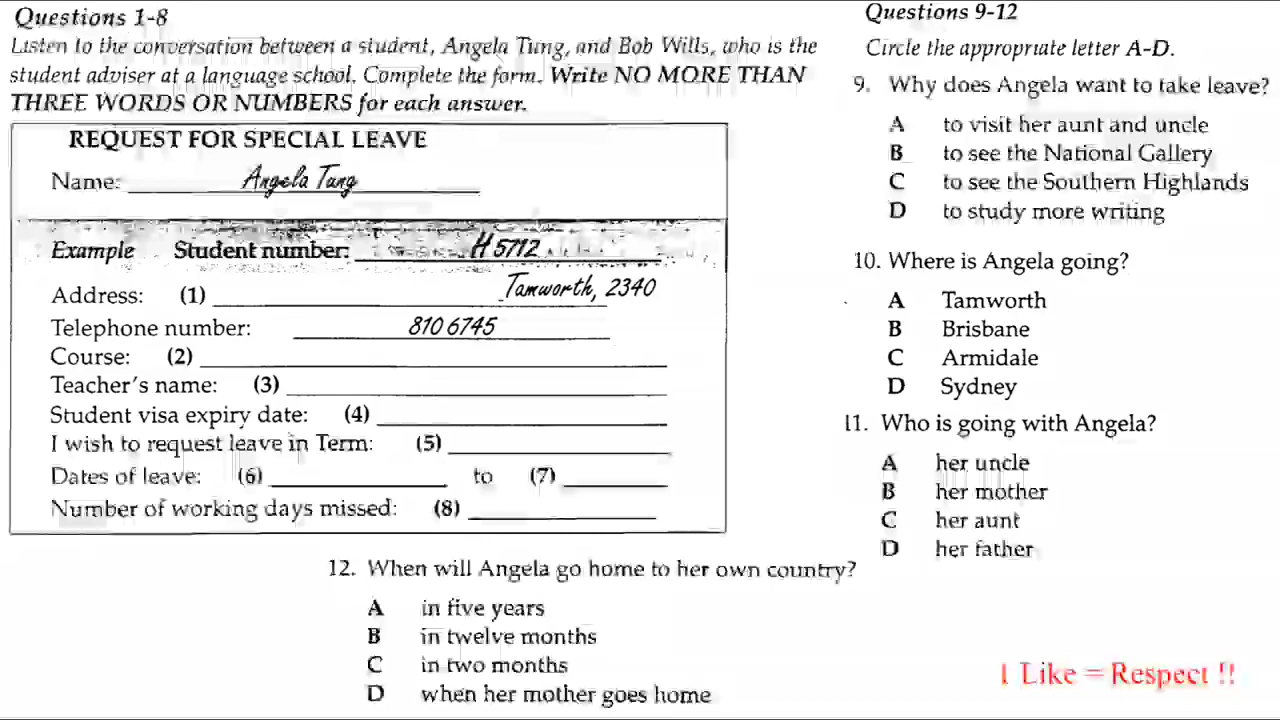 Questions 1-8
Listen to the conversation between a student, Angela Tung, and Bob Wills, who is the
student adviser at a language school. Complete the form. Write NO MORE THAN
THREE WORDS OR NUMBERS for each answer.
REQUEST FOR SPECIAL LEAVE
Name: Angela Tung
Example Student number: H5712
Address: (1) Tamworth, 2340
Telephone number: 810 6745
Course: (2)
Teacher's name: (3)
Student visa expiry date: (4)
I wish to request leave in Term: (5)
Dates of leave: (6) to (7)
Number of working days missed: (8)
Questions 9-12
Circle the appropriate letter A-D.
9. Why does Angela want to take leave?
A to visit her aunt and uncle
B to see the National Gallery
C to see the Southern Highlands
D to study more writing
10. Where is Angela going?
A Tamworth
B Brisbane
C Armidale
D Sydney
11. Who is going with Angela?
A her uncle
B her mother
C her aunt
D her father
12. When will Angela go home to her own country?
A in five years
B in twelve months
C in two months
D when her mother goes home
1 Like = Respect !!